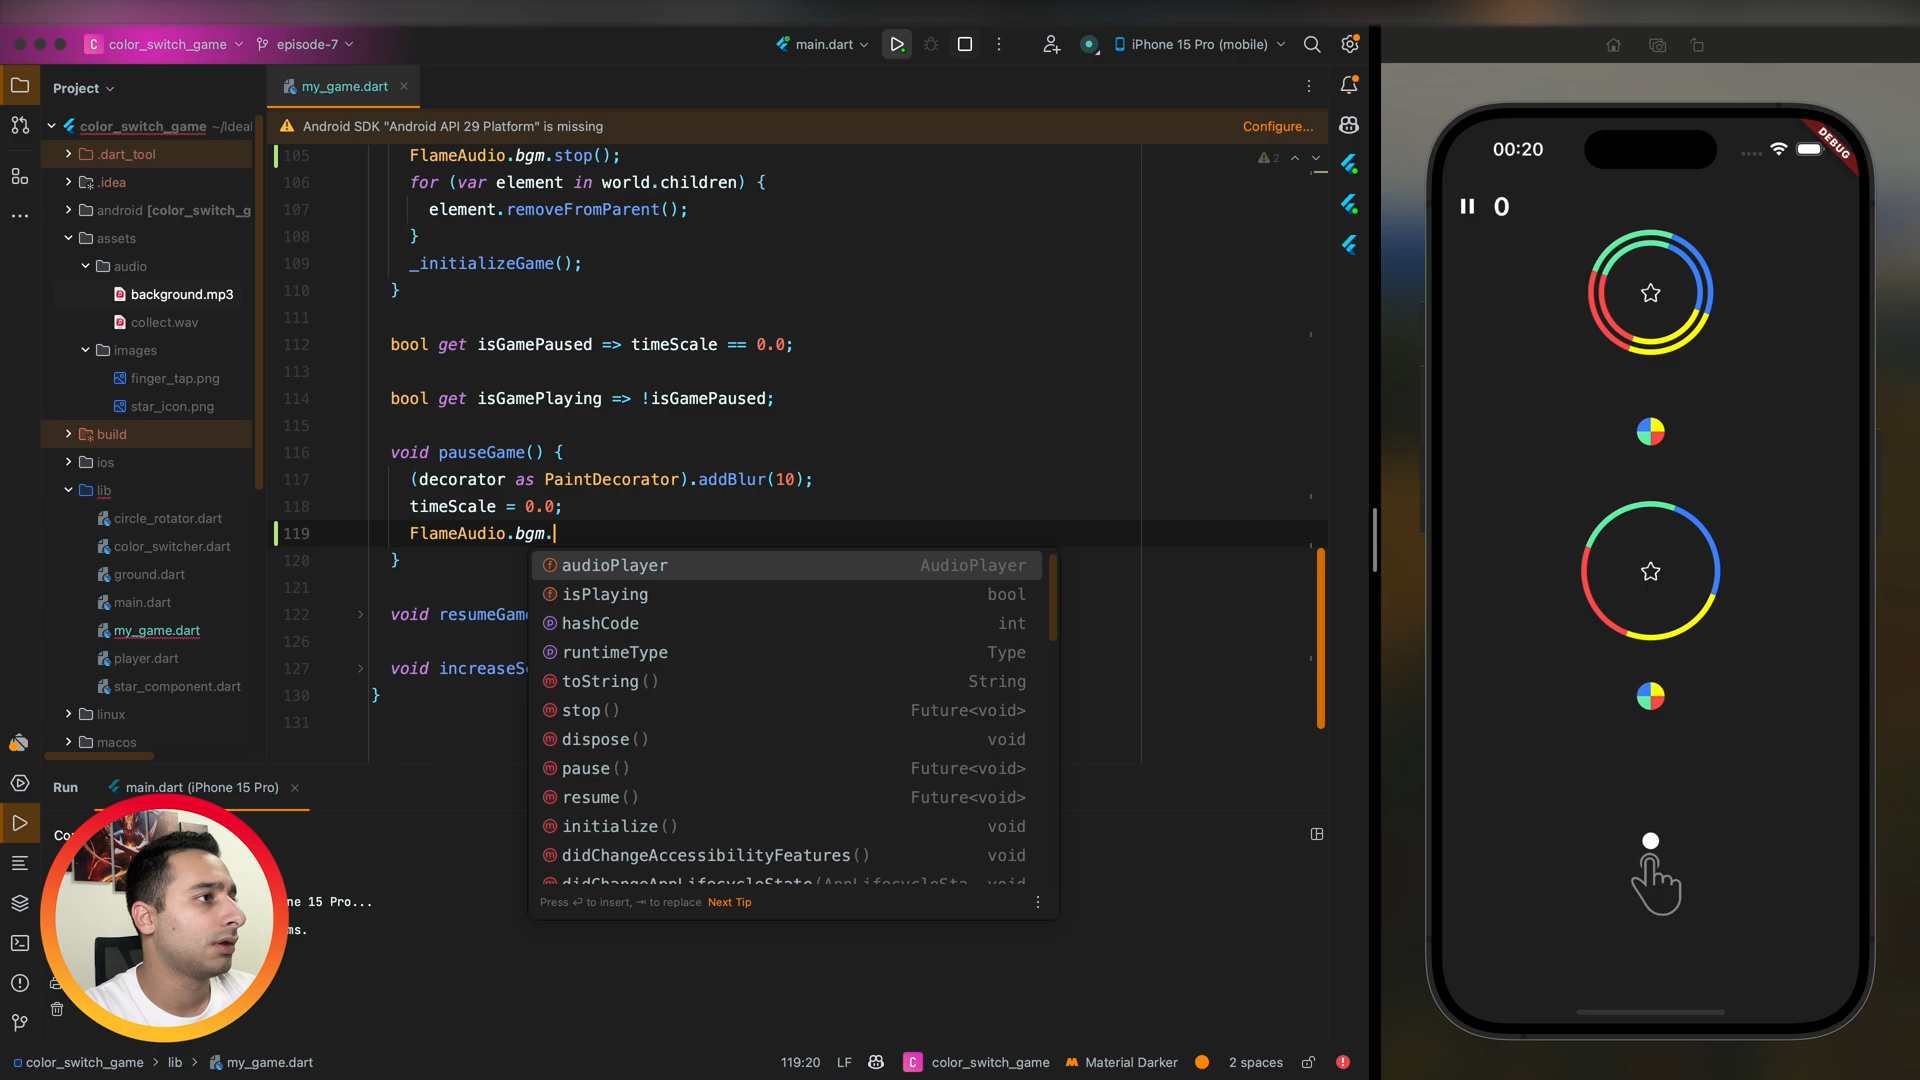 C color_switch_game
episode-7
main.dart
iPhone 15 Pro (mobile)
Project
my_game.dart
color_switch_game ~/Ideal
Android SDK "Android API 29 Platform" is missing
Configure...
.dart_tool
.idea
android [color_switch_g
assets
audio
background.mp3
collect.wav
images
finger_tap.png
star_icon.png
build
ios
lib
circle_rotator.dart
color_switcher.dart
ground.dart
main.dart
my_game.dart
player.dart
star_component.dart
linux
macos
105 FlameAudio.bgm.stop();
2
106 for (var element in world.children) {
107 element.removeFromParent();
108 }
109 _initializeGame();
110 }
111
112 bool get isGamePaused => timeScale == 0.0;
113
114 bool get isGamePlaying => !isGamePaused;
115
116 void pauseGame() {
117 (decorator as PaintDecorator).addBlur(10);
118 timeScale = 0.0;
119 FlameAudio.bgm.
120 }
121
122 void resumeGam
126
127 void increaseS
130 }
131
audioPlayer AudioPlayer
isPlaying bool
hashCode int
runtimeType Type
toString() String
stop() Future<void>
dispose() void
pause() Future<void>
resume() Future<void>
initialize() void
didChangeAccessibilityFeatures() void
didChangeAppLifecycleState(AppLifecycleSta... void
Press ⏎ to insert, ⇥ to replace Next Tip
Run
main.dart (iPhone 15 Pro)
Co
ne 15 Pro...
ms.
color_switch_game > lib > my_game.dart
119:20
LF
C color_switch_game
Material Darker
2 spaces
00:20
DEBUG
0